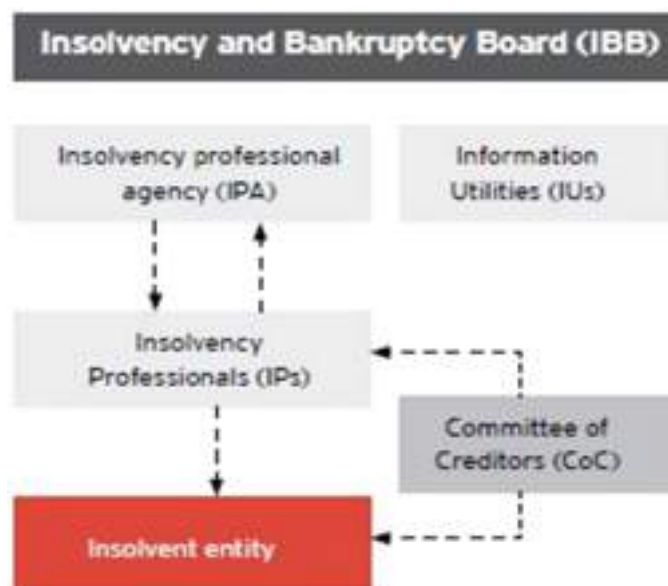 Insolvency and Bankruptcy Board (IBB)
Insolvency professional
agency (IPA)
Information
Utilities (IUs)
Insolvency
Professionals (IPs)
Committee of
Creditors (CoC)
Insolvent entity